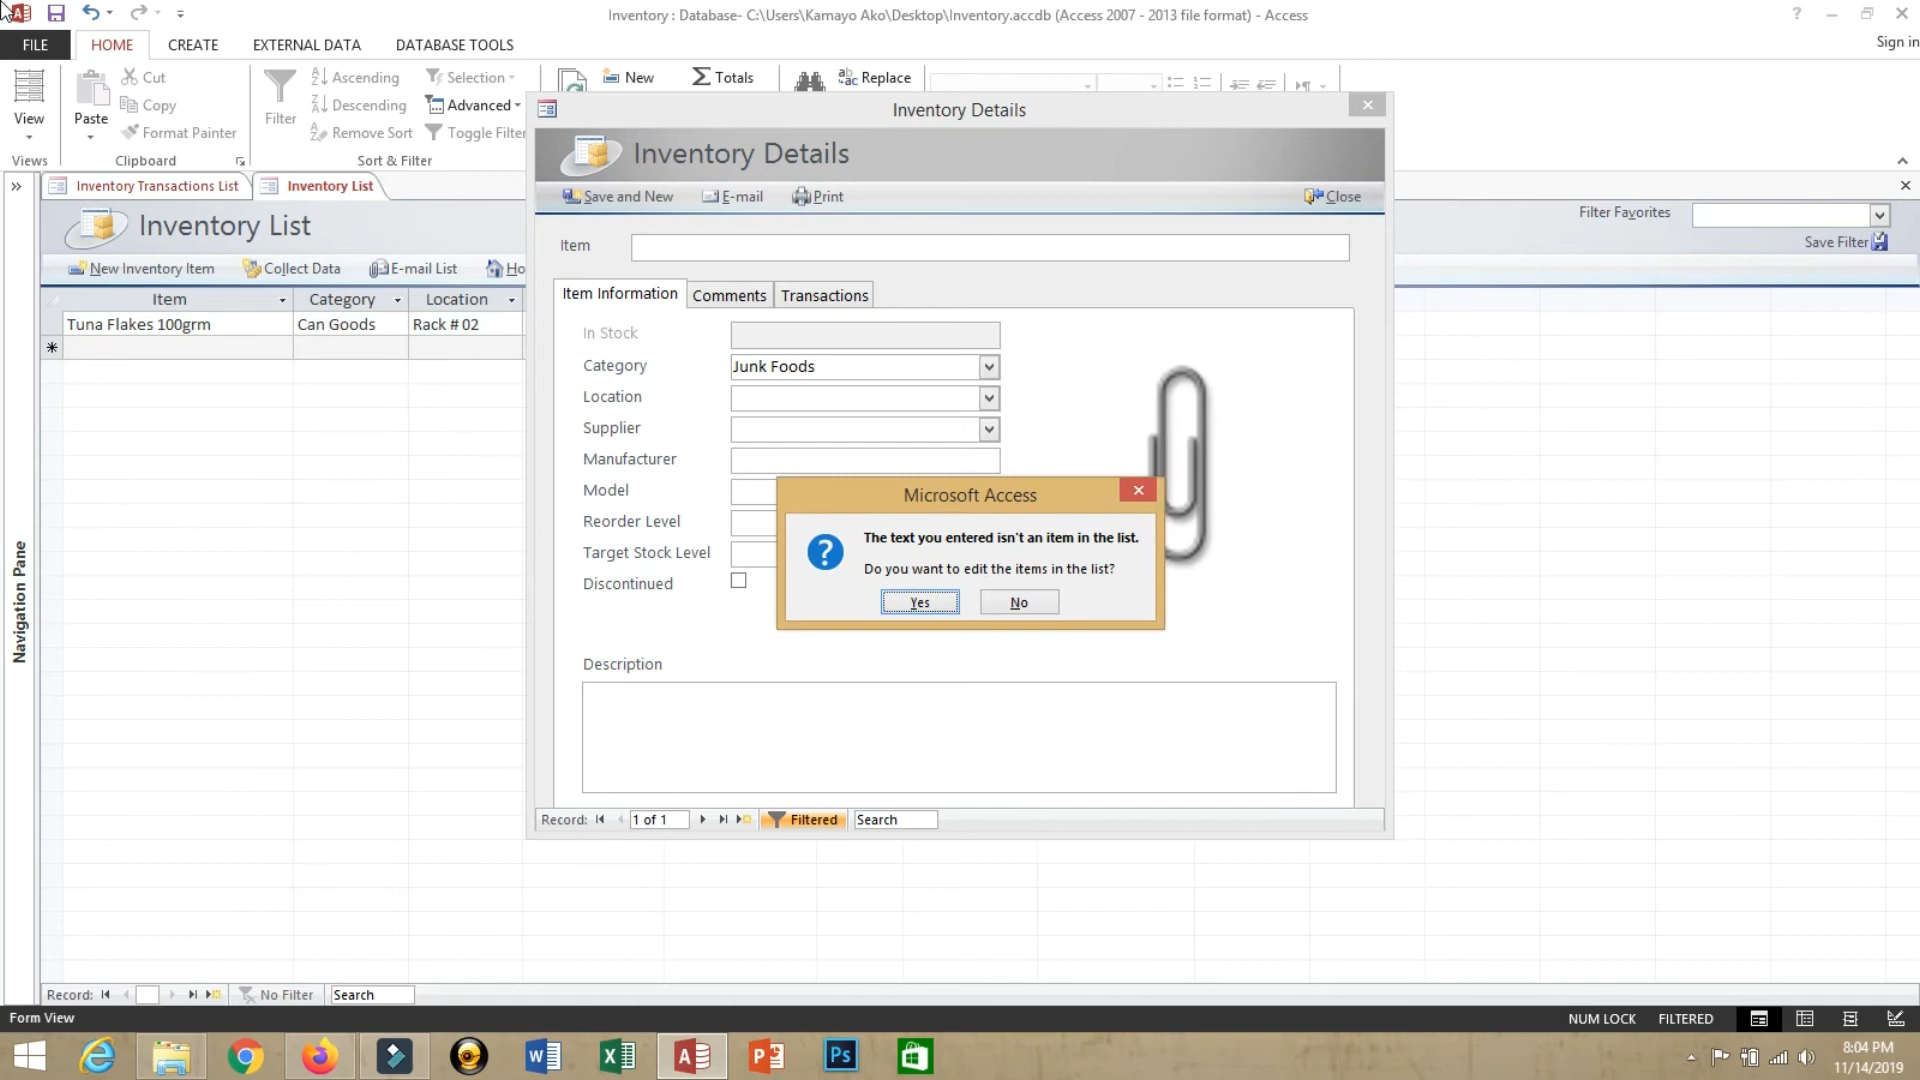 Inventory : Database- C:\Users\Kamayo Ako\Desktop\Inventory.accdb (Access 2007 - 2013 file format) - Access
?
FILE HOME CREATE EXTERNAL DATA DATABASE TOOLS
Sign in
View
Views
Paste
Cut
Copy
Format Painter
Clipboard
Filter
Ascending
Descending
Remove Sort
Selection
Advanced
Toggle Filter
Sort & Filter
New
Totals
Replace
Inventory Transactions List
Inventory List
Navigation Pane
Inventory List
Filter Favorites
Save Filter
New Inventory Item
Collect Data
E-mail List
Ho
Item Category Location
Tuna Flakes 100grm Can Goods Rack # 02
Inventory Details
Inventory Details
Save and New E-mail Print Close
Item
Item Information Comments Transactions
In Stock
Category Junk Foods
Location
Supplier
Manufacturer
Model
Reorder Level
Target Stock Level
Discontinued
Description
Microsoft Access
The text you entered isn't an item in the list.
Do you want to edit the items in the list?
Yes No
Record: 1 of 1 Filtered Search
Record: No Filter Search
Form View
NUM LOCK FILTERED
8:04 PM
11/14/2019